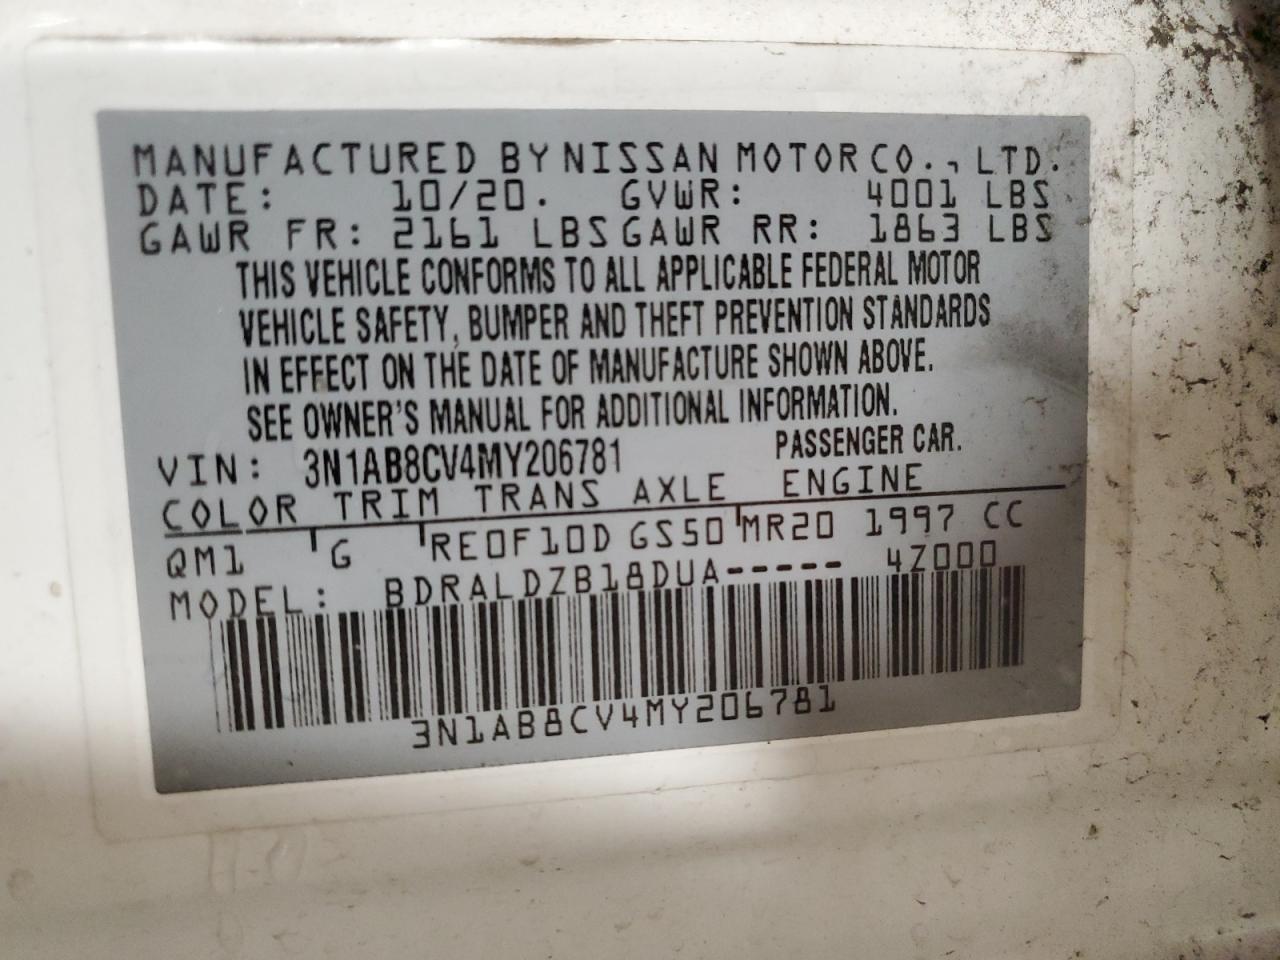 MANUFACTURED BY NISSAN MOTOR CO., LTD.
DATE: 10/20. GVWR: 4001 LBS
GAWR FR: 2161 LBS GAWR RR: 1863 LBS
THIS VEHICLE CONFORMS TO ALL APPLICABLE FEDERAL MOTOR
VEHICLE SAFETY, BUMPER AND THEFT PREVENTION STANDARDS
IN EFFECT ON THE DATE OF MANUFACTURE SHOWN ABOVE.
SEE OWNER'S MANUAL FOR ADDITIONAL INFORMATION.
VIN: 3N1AB8CV4MY206781 PASSENGER CAR.
COLOR TRIM TRANS AXLE ENGINE
QM1 G RE0F10D GS50 MR20 1997 CC
MODEL: BDRALDZB18DUA----- 4Z000
3N1AB8CV4MY206781